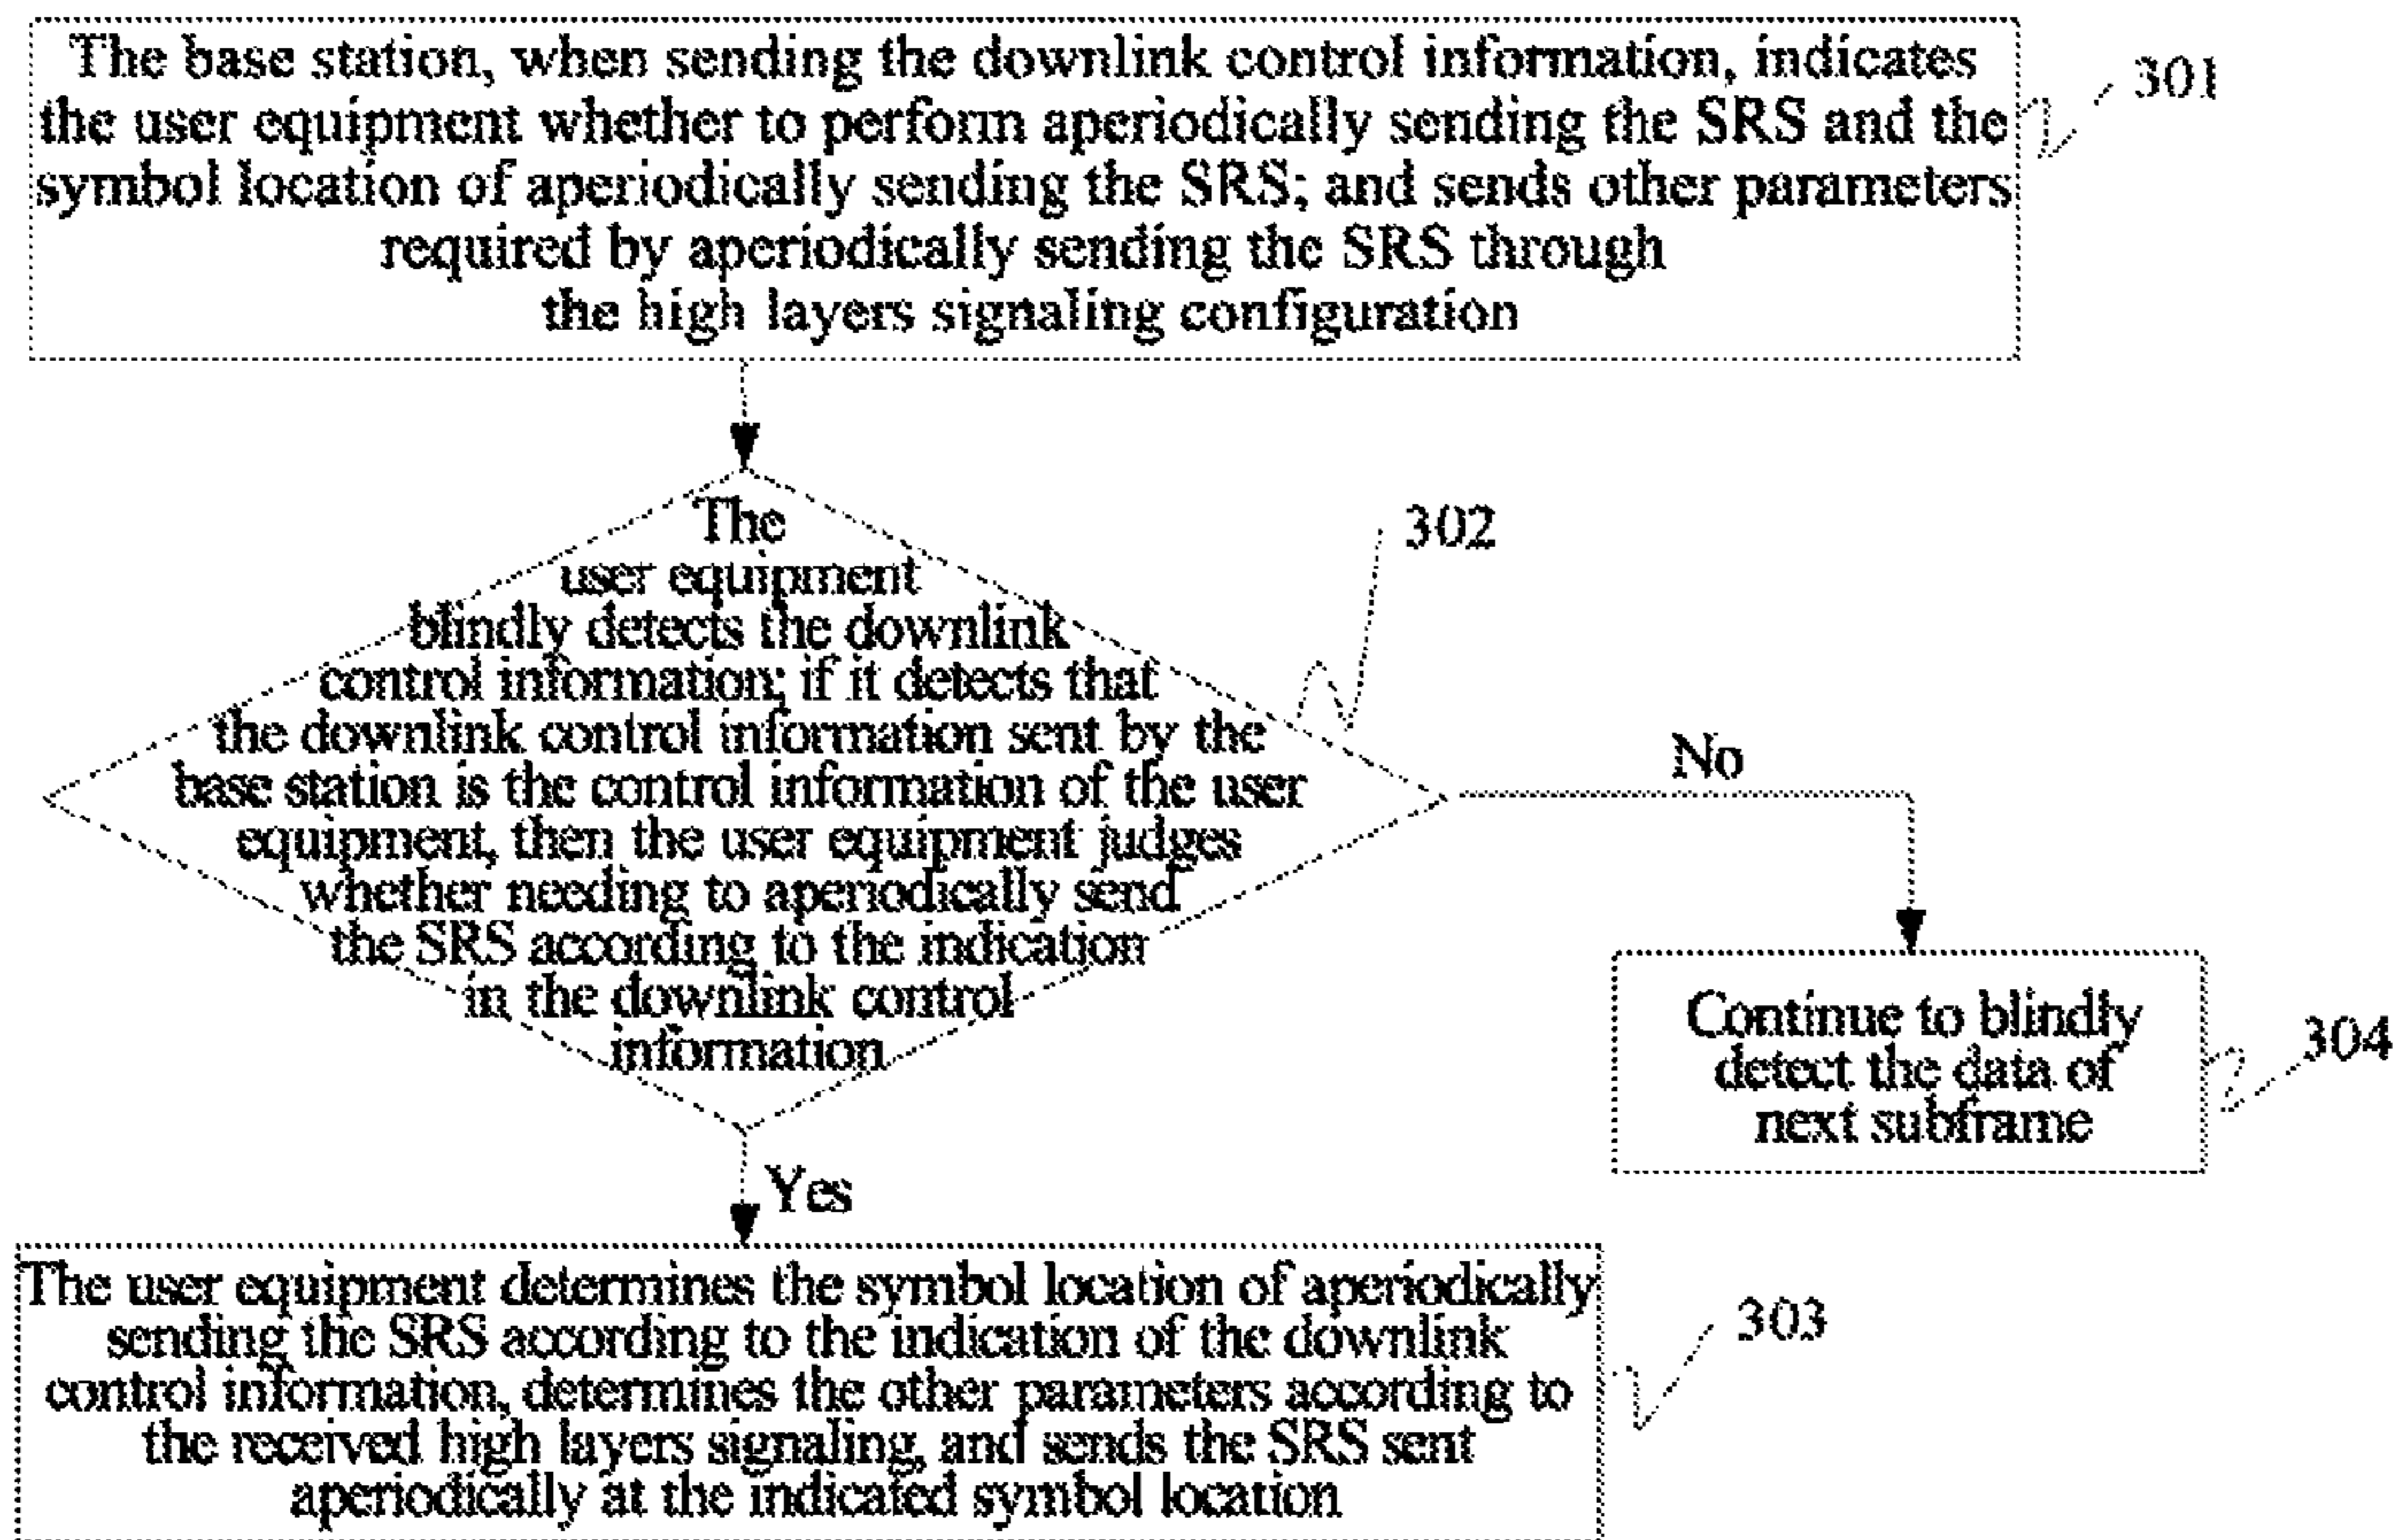 The base station, when sending the downlink control information, indicates
the user equipment whether to perform aperiodically sending the SRS and the
symbol location of aperiodically sending the SRS; and sends other parameters
required by aperiodically sending the SRS through
the high layers signaling configuration
301
The
user equipment
blindly detects the downlink
control information; if it detects that
the downlink control information sent by the
base station is the control information of the user
equipment, then the user equipment judges
whether needing to aperiodically send
the SRS according to the indication
in the downlink control
information
302
No
Continue to blindly
detect the data of
next subframe
304
Yes
The user equipment determines the symbol location of aperiodically
sending the SRS according to the indication of the downlink
control information, determines the other parameters according to
the received high layers signaling, and sends the SRS sent
aperiodically at the indicated symbol location
303